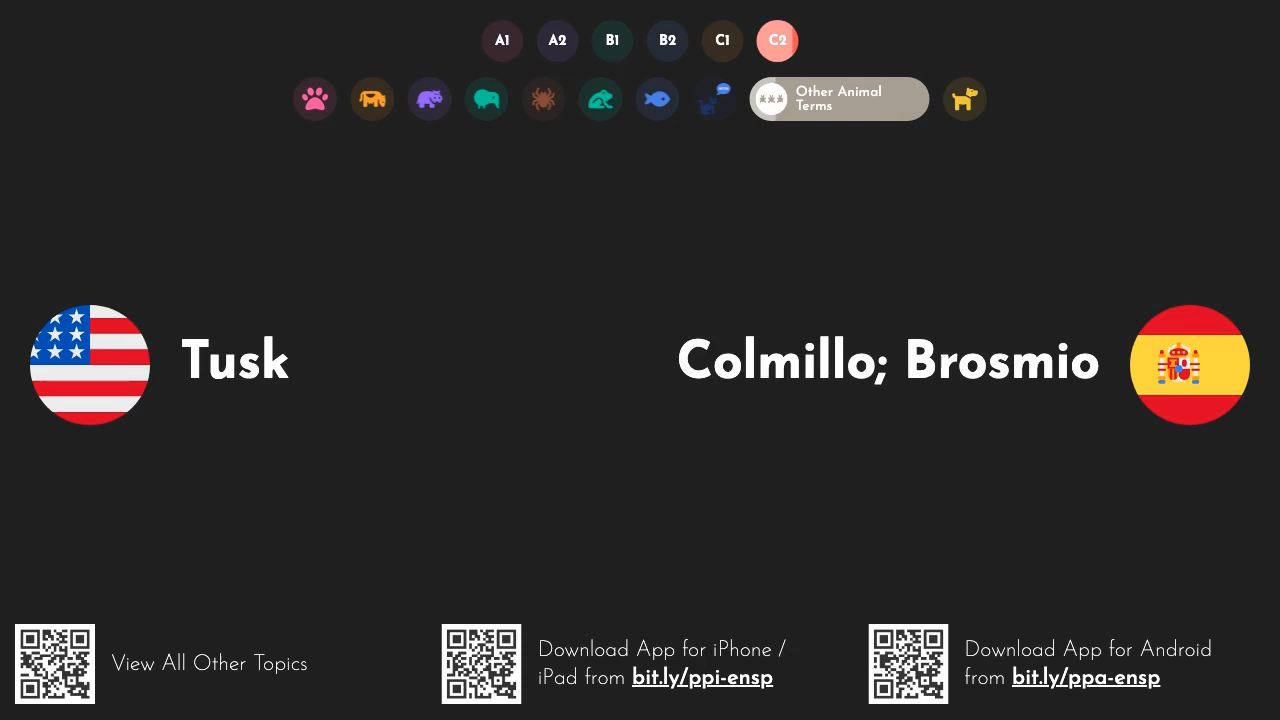 A1 A2 B1 B2 C1 C2
Other Animal
Terms
Tusk
Colmillo; Brosmio
View All Other Topics
Download App for iPhone /
iPad from bit.ly/ppi-ensp
Download App for Android
from bit.ly/ppa-ensp